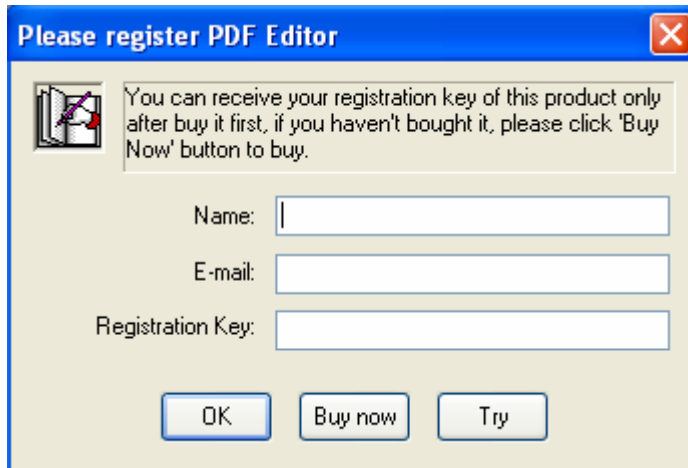 Please register PDF Editor
You can receive your registration key of this product only
after buy it first, if you haven't bought it, please click 'Buy
Now' button to buy.
Name:
E-mail:
Registration Key:
OK Buy now Try